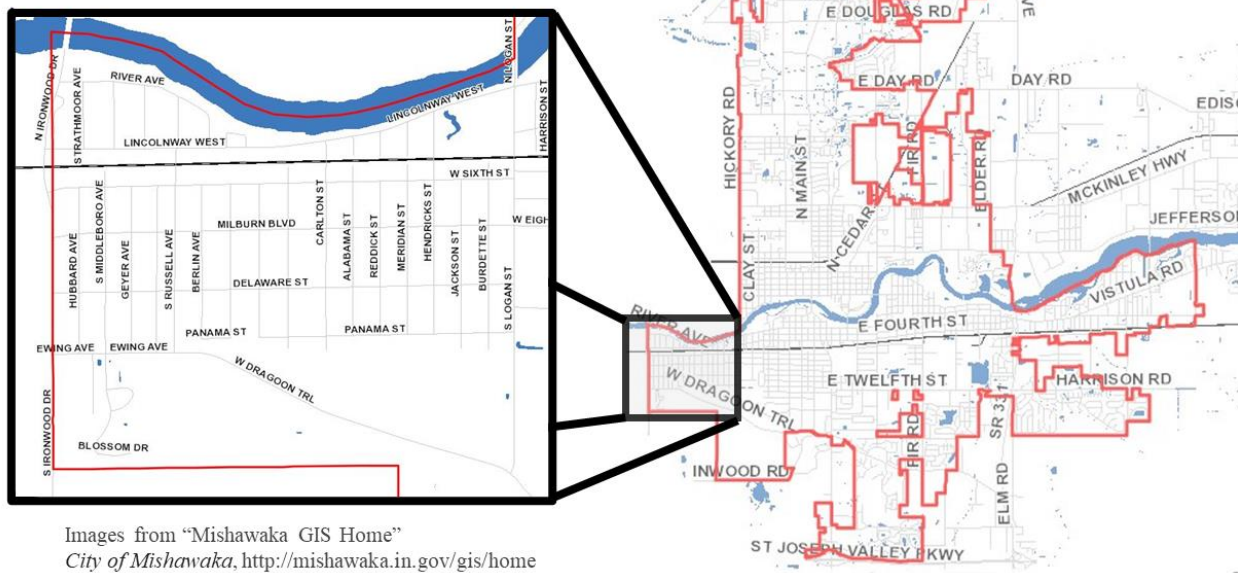 N IRONWOOD DR
STRATHMOOR AVE
RIVER AVE
LINCOLNWAY WEST
LINCOLNWAY WEST
N LOGAN ST
HARRISON ST
W SIXTH ST
W EIGH
HUBBARD AVE
S MIDDLEBORO AVE
GEYER AVE
S RUSSELL AVE
BERLIN AVE
MILBURN BLVD
CARLTON ST
ALABAMA ST
REDDICK ST
MERIDIAN ST
HENDRICKS ST
JACKSON ST
BURDETTE ST
S LOGAN ST
DELAWARE ST
PANAMA ST
PANAMA ST
EWING AVE
EWING AVE
W DRAGOON TRL
S IRONWOOD DR
BLOSSOM DR
E DOUGLAS RD
VE
E DAY RD
DAY RD
EDISO
HICKORY RD
N MAIN ST
FIR RD
ELDER RD
MCKINLEY HWY
N CEDAR
JEFFERSO
CLAY ST
VISTULA RD
RIVER AVE
E FOURTH ST
W DRAGOON TRL
E TWELFTH ST
HARRISON RD
SR 331
FIR RD
INWOOD RD
ELM RD
ST JOSEPH VALLEY PKWY
Images from “Mishawaka GIS Home”
City of Mishawaka, http://mishawaka.in.gov/gis/home